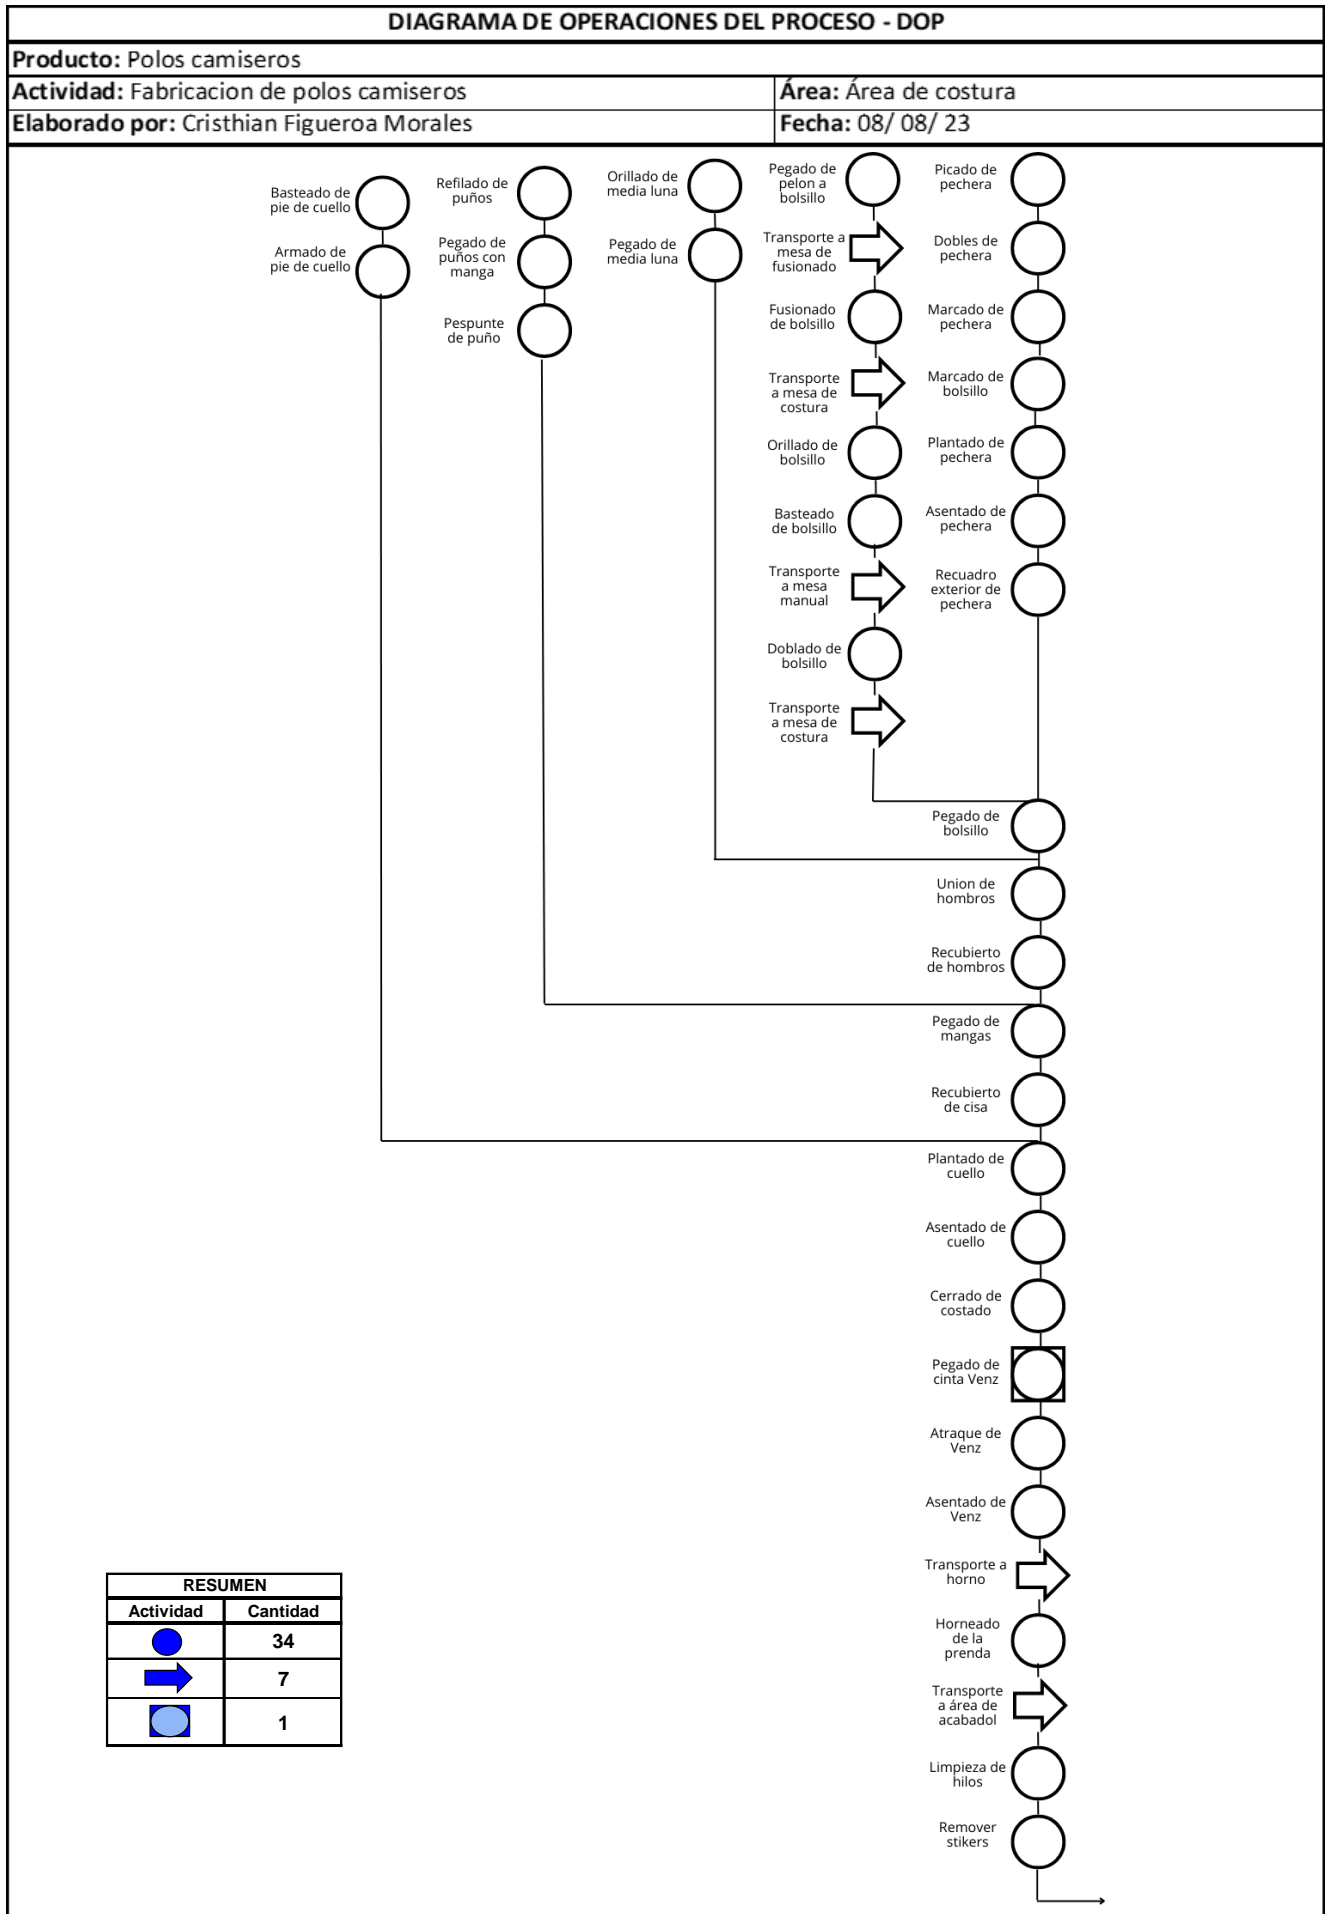 DIAGRAMA DE OPERACIONES DEL PROCESO - DOP
Producto: Polos camiseros
Actividad: Fabricacion de polos camiseros
Área: Área de costura
Elaborado por: Cristhian Figueroa Morales
Fecha: 08/ 08/ 23
Basteado de
pie de cuello
Armado de
pie de cuello
Refilado de
puños
Pegado de
puños con
manga
Pespunte
de puño
Orillado de
media luna
Pegado de
media luna
Pegado de
pelon a
bolsillo
Transporte a
mesa de
fusionado
Fusionado
de bolsillo
Transporte
a mesa de
costura
Orillado de
bolsillo
Basteado
de bolsillo
Transporte
a mesa
manual
Doblado de
bolsillo
Transporte
a mesa de
costura
Picado de
pechera
Dobles de
pechera
Marcado de
pechera
Marcado de
bolsillo
Plantado de
pechera
Asentado de
pechera
Recuadro
exterior de
pechera
Pegado de
bolsillo
Union de
hombros
Recubierto
de hombros
Pegado de
mangas
Recubierto
de cisa
Plantado de
cuello
Asentado de
cuello
Cerrado de
costado
Pegado de
cinta Venz
Atraque de
Venz
Asentado de
Venz
Transporte a
horno
Horneado
de la
prenda
Transporte
a área de
acabadol
Limpieza de
hilos
Remover
stikers
RESUMEN
Actividad Cantidad
34
7
1